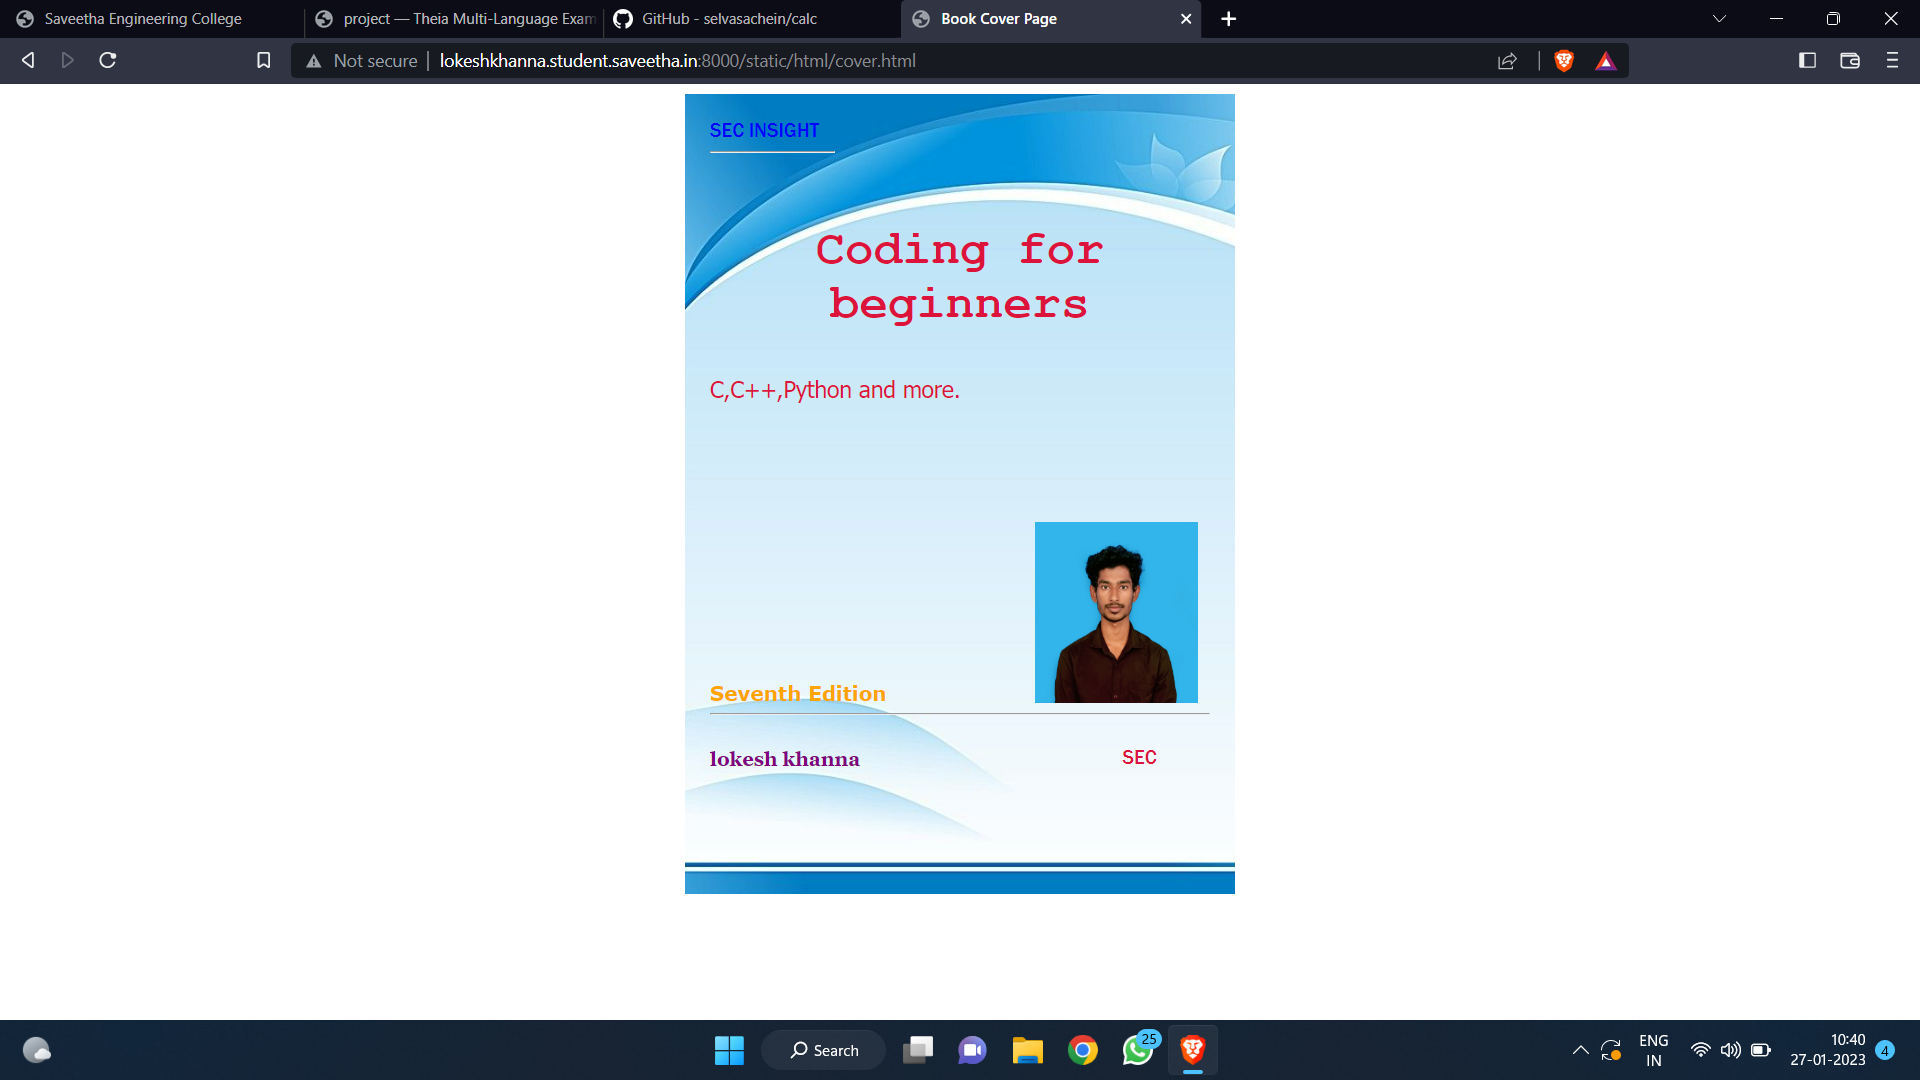 Saveetha Engineering College
project — Theia Multi-Language Exam
GitHub - selvasachein/calc
Book Cover Page
Not secure
lokeshkhanna.student.saveetha.in:8000/static/html/cover.html
SEC INSIGHT
Coding for
beginners
C,C++,Python and more.
Seventh Edition
lokesh khanna
SEC
Search
25
ENG
IN
10:40
27-01-2023
4